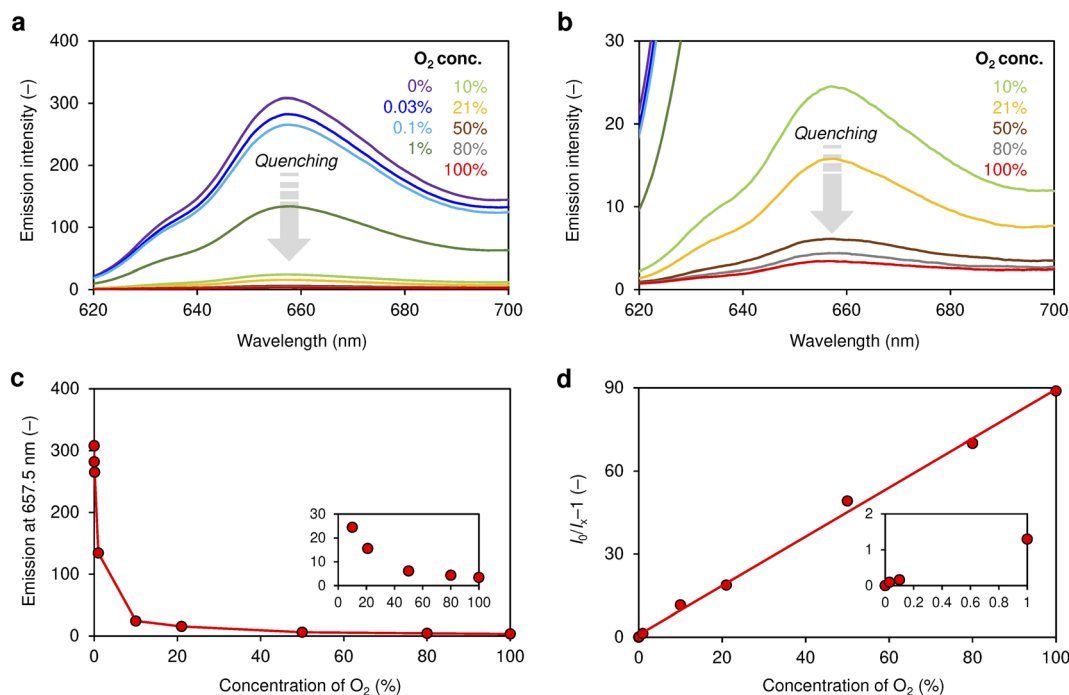 a
400
300
200
100
0
Emission intensity (–)
O2 conc.
0% 10%
0.03% 21%
0.1% 50%
1% 80%
100%
Quenching
620 640 660 680 700
Wavelength (nm)
b
30
20
10
0
Emission intensity (–)
O2 conc.
10%
21%
50%
80%
100%
Quenching
620 640 660 680 700
Wavelength (nm)
c
400
300
200
100
0
Emission at 657.5 nm (–)
30
20
10
0
0 20 40 60 80 100
0 20 40 60 80 100
Concentration of O2 (%)
d
90
60
30
0
I0/Ix–1 (–)
2
1
0
0 0.2 0.4 0.6 0.8 1
0 20 40 60 80 100
Concentration of O2 (%)